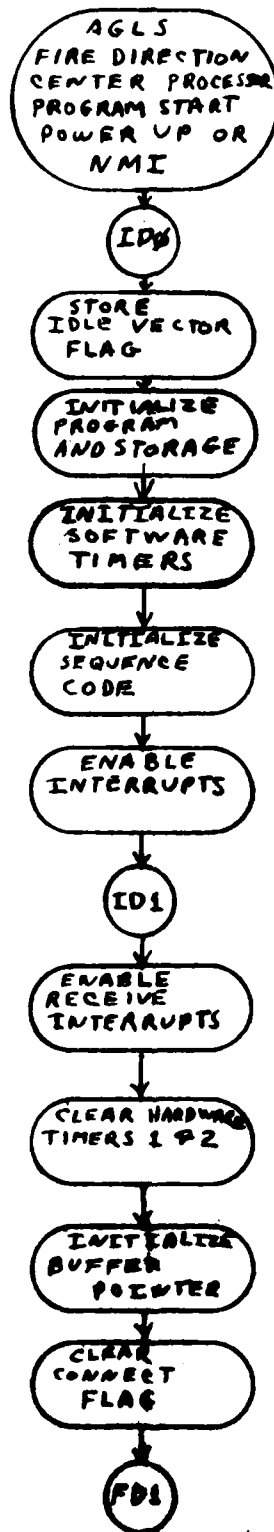 AGLS
FIRE DIRECTION
CENTER PROCESSER
PROGRAM START
POWER UP OR
NMI
IDØ
STORE
IDLE VECTOR
FLAG
INITIALIZE
PROGRAM
AND STORAGE
INITIALIZE
SOFTWARE
TIMERS
INITIALIZE
SEQUENCE
CODE
ENABLE
INTERRUPTS
ID1
ENABLE
RECEIVE
INTERRUPTS
CLEAR HARDWARE
TIMERS 1 & 2
INITIALIZE
BUFFER
POINTER
CLEAR
CONNECT
FLAG
FD1